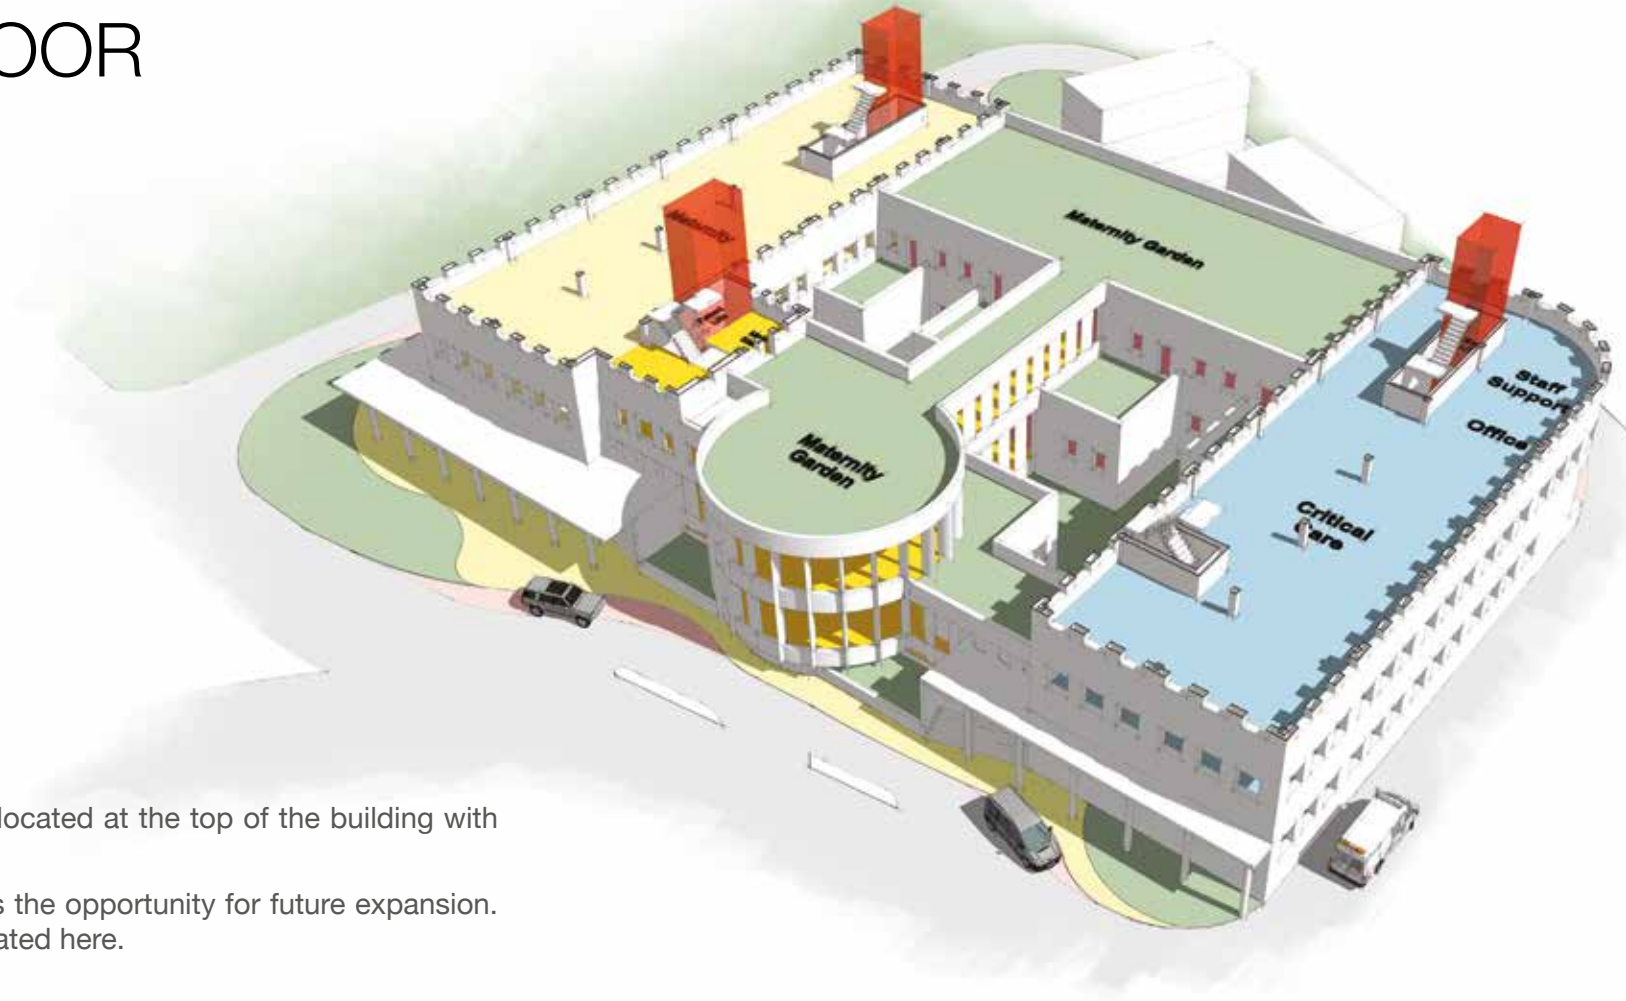 OOR
Maternity
Maternity Garden
Maternity
Garden
Staff
Support
Office
Critical
Care
located at the top of the building with
s the opportunity for future expansion.
ated here.